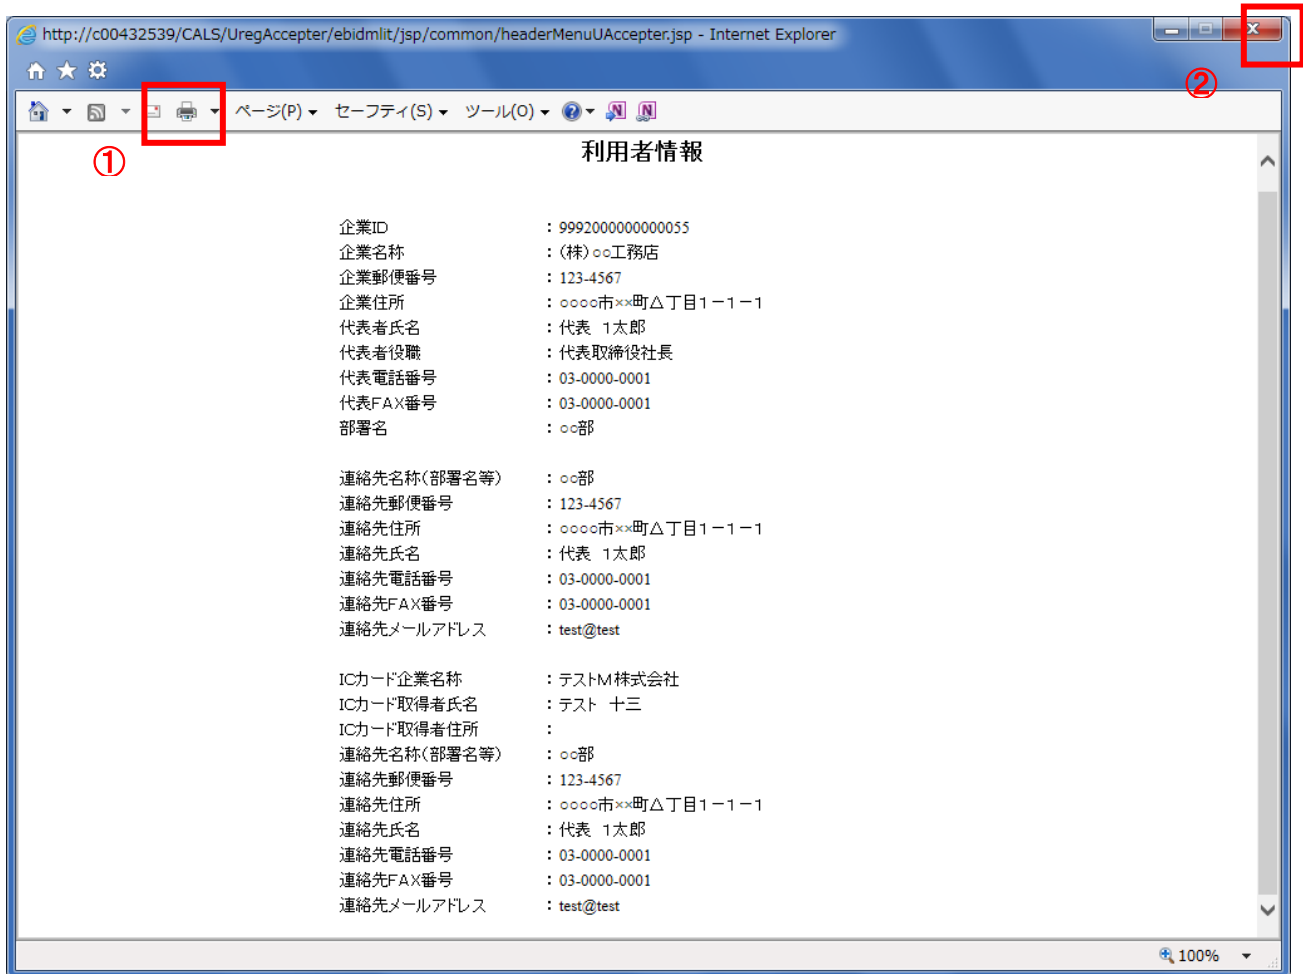 http://c00432539/CALS/UregAccepter/ebidmlit/jsp/common/headerMenuUAccepter.jsp - Internet Explorer
②
ページ(P) セーフティ(S) ツール(O)
①
利用者情報
企業ID : 9992000000000055
企業名称 : (株)○○工務店
企業郵便番号 : 123-4567
企業住所 : ○○○○市××町△丁目1-1-1
代表者氏名 : 代表 1太郎
代表者役職 : 代表取締役社長
代表電話番号 : 03-0000-0001
代表FAX番号 : 03-0000-0001
部署名 : ○○部
連絡先名称(部署名等) : ○○部
連絡先郵便番号 : 123-4567
連絡先住所 : ○○○○市××町△丁目1-1-1
連絡先氏名 : 代表 1太郎
連絡先電話番号 : 03-0000-0001
連絡先FAX番号 : 03-0000-0001
連絡先メールアドレス : test@test
ICカード企業名称 : テストM株式会社
ICカード取得者氏名 : テスト 十三
ICカード取得者住所 :
連絡先名称(部署名等) : ○○部
連絡先郵便番号 : 123-4567
連絡先住所 : ○○○○市××町△丁目1-1-1
連絡先氏名 : 代表 1太郎
連絡先電話番号 : 03-0000-0001
連絡先FAX番号 : 03-0000-0001
連絡先メールアドレス : test@test
100%